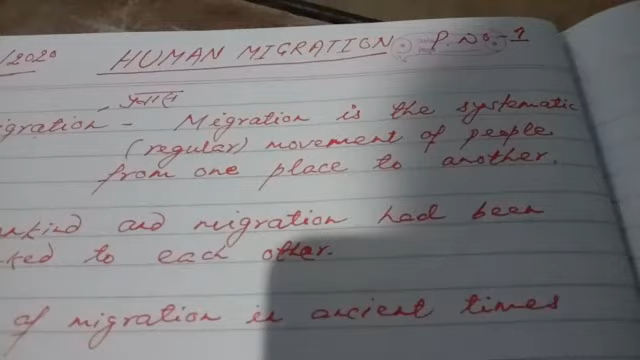 /2020 HUMAN MIGRATION P. No.-1
प्रवास
igration - Migration is the systematic
(regular) movement of people
from one place to another.
nkind and migration had been
ked to each other.
of migration in ancient times